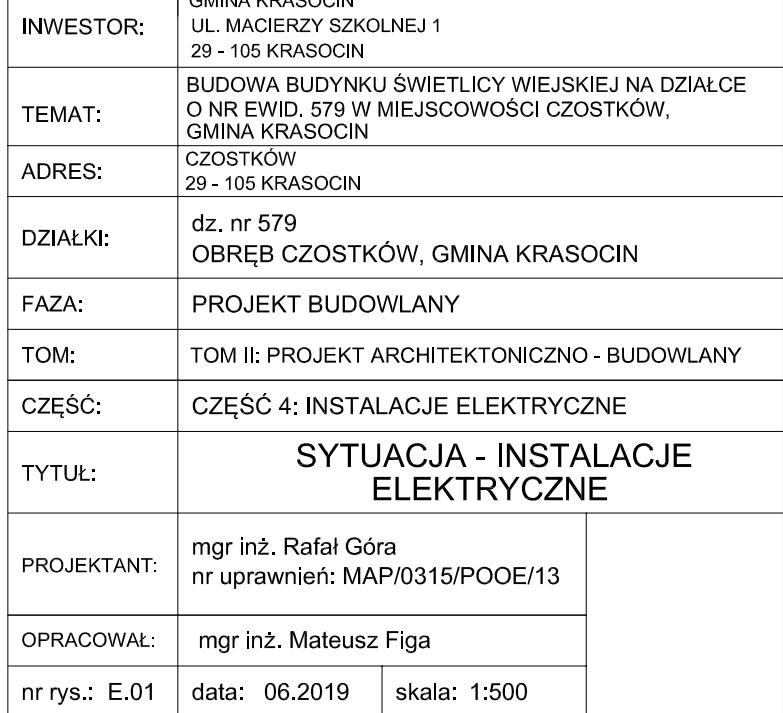 GMINA KRASOCIN
INWESTOR: UL. MACIERZY SZKOLNEJ 1
29 - 105 KRASOCIN
BUDOWA BUDYNKU ŚWIETLICY WIEJSKIEJ NA DZIAŁCE
TEMAT: O NR EWID. 579 W MIEJSCOWOŚCI CZOSTKÓW,
GMINA KRASOCIN
ADRES: CZOSTKÓW
29 - 105 KRASOCIN
DZIAŁKI: dz. nr 579
OBRĘB CZOSTKÓW, GMINA KRASOCIN
FAZA: PROJEKT BUDOWLANY
TOM: TOM II: PROJEKT ARCHITEKTONICZNO - BUDOWLANY
CZĘŚĆ: CZĘŚĆ 4: INSTALACJE ELEKTRYCZNE
TYTUŁ: SYTUACJA - INSTALACJE
ELEKTRYCZNE
PROJEKTANT: mgr inż. Rafał Góra
nr uprawnień: MAP/0315/POOE/13
OPRACOWAŁ: mgr inż. Mateusz Figa
nr rys.: E.01 data: 06.2019 skala: 1:500